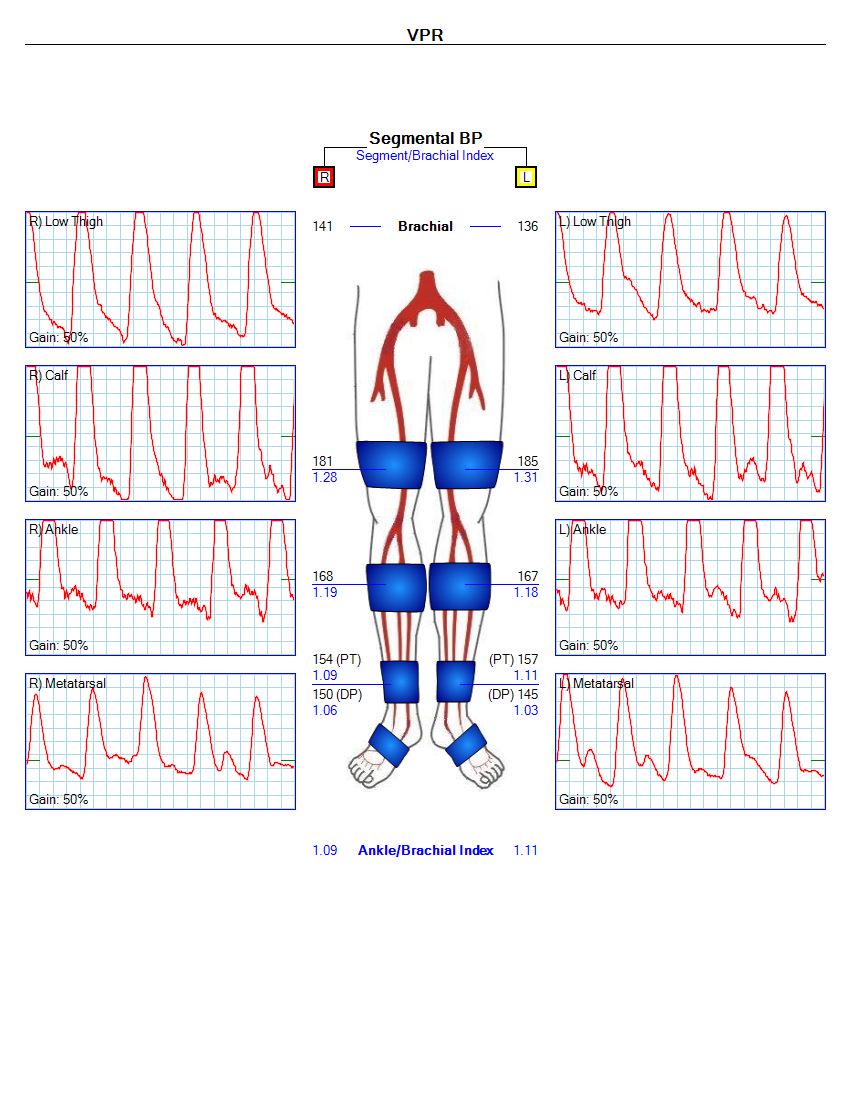 VPR
Segmental BP
Segment/Brachial Index
R
L
R) Low Thigh
Gain: 50%
R) Calf
Gain: 50%
R) Ankle
Gain: 50%
R) Metatarsal
Gain: 50%
141 Brachial 136
181 185
1.28 1.31
168 167
1.19 1.18
154 (PT) (PT) 157
1.09 1.11
150 (DP) (DP) 145
1.06 1.03
1.09 Ankle/Brachial Index 1.11
L) Low Thigh
Gain: 50%
L) Calf
Gain: 50%
L) Ankle
Gain: 50%
L) Metatarsal
Gain: 50%